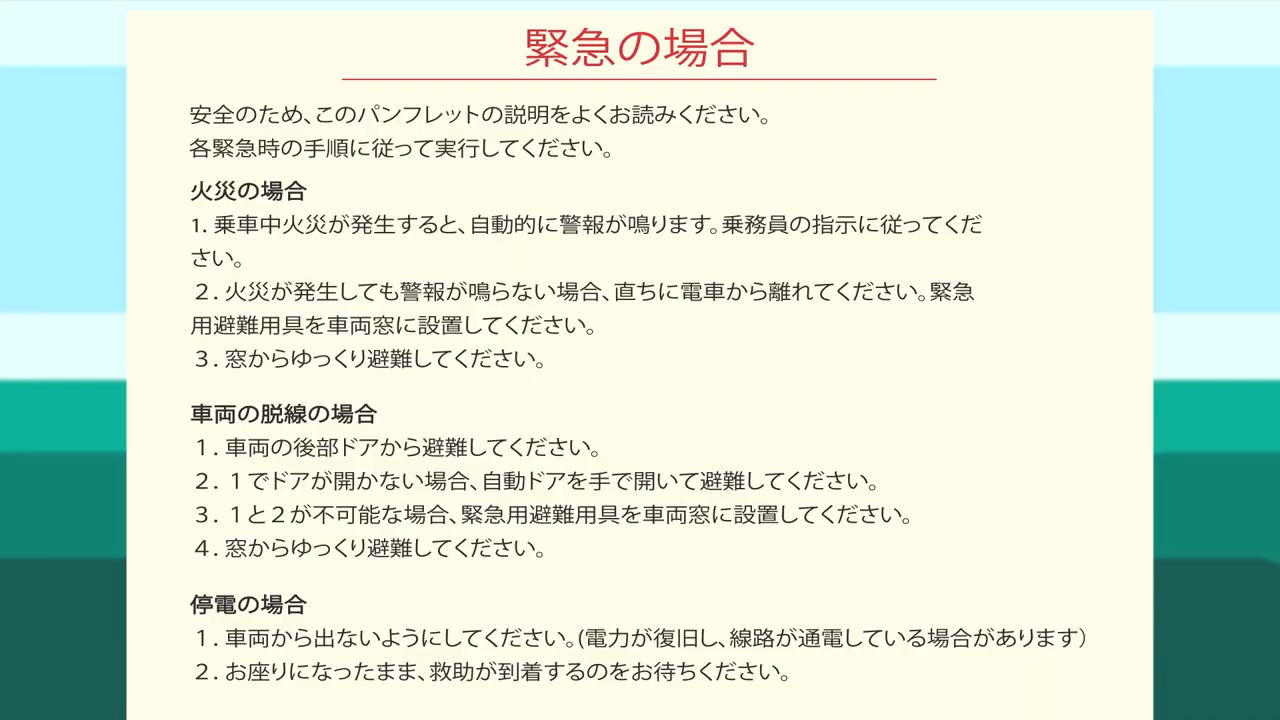 緊急の場合
安全のため、このパンフレットの説明をよくお読みください。
各緊急時の手順に従って実行してください。
火災の場合
1. 乗車中火災が発生すると、自動的に警報が鳴ります。乗務員の指示に従ってくだ
さい。
２. 火災が発生しても警報が鳴らない場合、直ちに電車から離れてください。緊急
用避難用具を車両窓に設置してください。
３. 窓からゆっくり避難してください。
車両の脱線の場合
１. 車両の後部ドアから避難してください。
２. １でドアが開かない場合、自動ドアを手で開いて避難してください。
３. １と２が不可能な場合、緊急用避難用具を車両窓に設置してください。
４. 窓からゆっくり避難してください。
停電の場合
１. 車両から出ないようにしてください。(電力が復旧し、線路が通電している場合があります）
２. お座りになったまま、救助が到着するのをお待ちください。